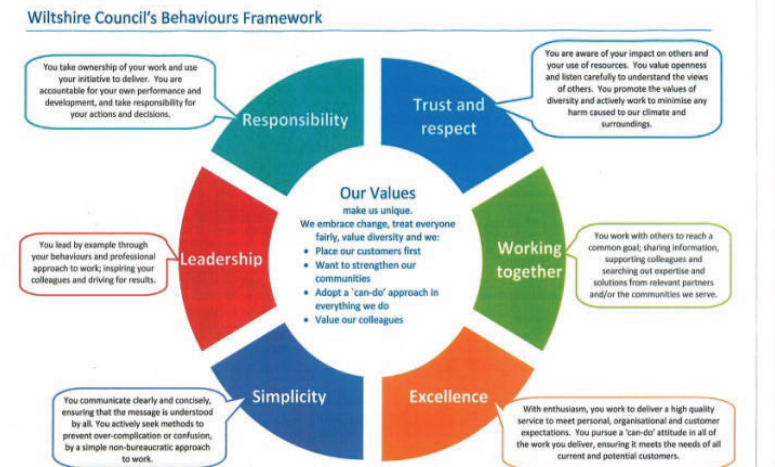 Wiltshire Council's Behaviours Framework
You take ownership of your work and use
your initiative to deliver. You are
accountable for your own performance and
development, and take responsibility for
your actions and decisions.
Responsibility
Trust and
respect
You are aware of your impact on others and
your use of resources. You value openness
and listen carefully to understand the views
of others. You promote the values of
diversity and actively work to minimise any
harm caused to our climate and
surroundings.
Our Values
make us unique.
We embrace change, treat everyone
fairly, value diversity and we:
• Place our customers first
• Want to strengthen our
communities
• Adopt a 'can-do' approach in
everything we do
• Value our colleagues
You lead by example through
your behaviours and professional
approach to work; inspiring your
colleagues and driving for results.
Leadership
Working
together
You work with others to reach a
common goal; sharing information,
supporting colleagues and
searching out expertise and
solutions from relevant partners
and/or the communities we serve.
Simplicity
You communicate clearly and concisely,
ensuring that the message is understood
by all. You actively seek methods to
prevent over-complication or confusion,
by a simple non-bureaucratic approach
to work.
Excellence
With enthusiasm, you work to deliver a high quality
service to meet personal, organisational and customer
expectations. You pursue a 'can-do' attitude in all of
the work you deliver, ensuring it meets the needs of all
current and potential customers.